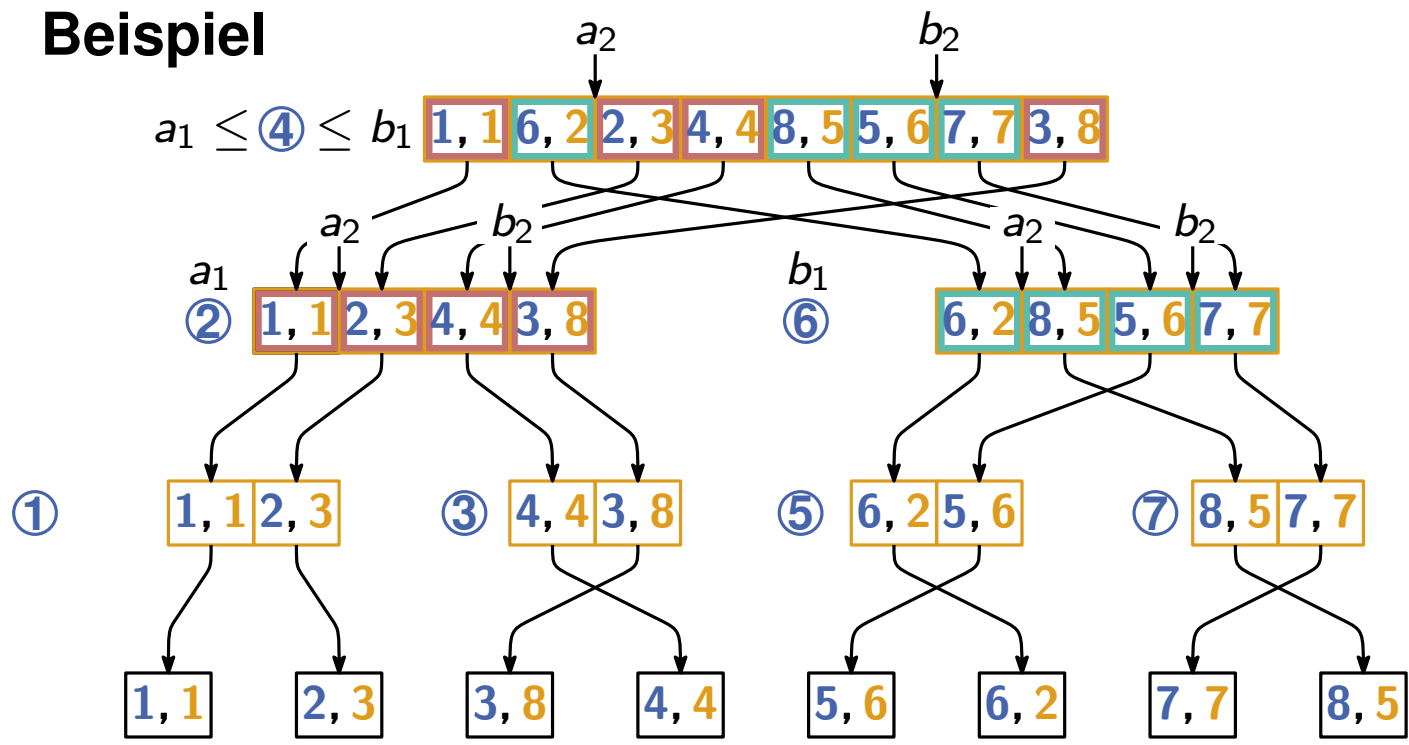 Beispiel
a₂ b₂
a₁ ≤ ④ ≤ b₁ 1, 1 6, 2 2, 3 4, 4 8, 5 5, 6 7, 7 3, 8
a₂ b₂ a₂ b₂
a₁ b₁
② 1, 1 2, 3 4, 4 3, 8 ⑥ 6, 2 8, 5 5, 6 7, 7
① 1, 1 2, 3 ③ 4, 4 3, 8 ⑤ 6, 2 5, 6 ⑦ 8, 5 7, 7
1, 1 2, 3 3, 8 4, 4 5, 6 6, 2 7, 7 8, 5